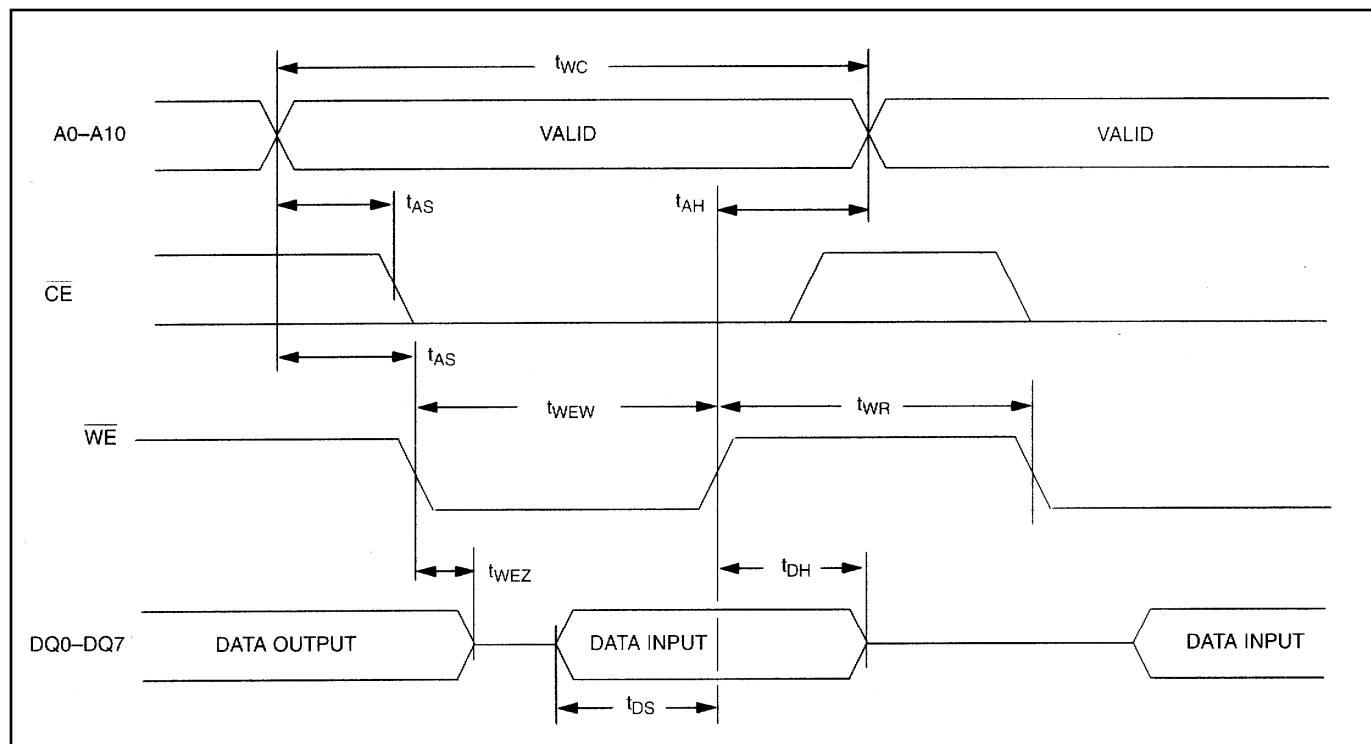 tWC
A0–A10 VALID VALID
tAS tAH
CE
tAS
tWEW tWR
WE
tWEZ tDH
DQ0–DQ7 DATA OUTPUT DATA INPUT DATA INPUT
tDS